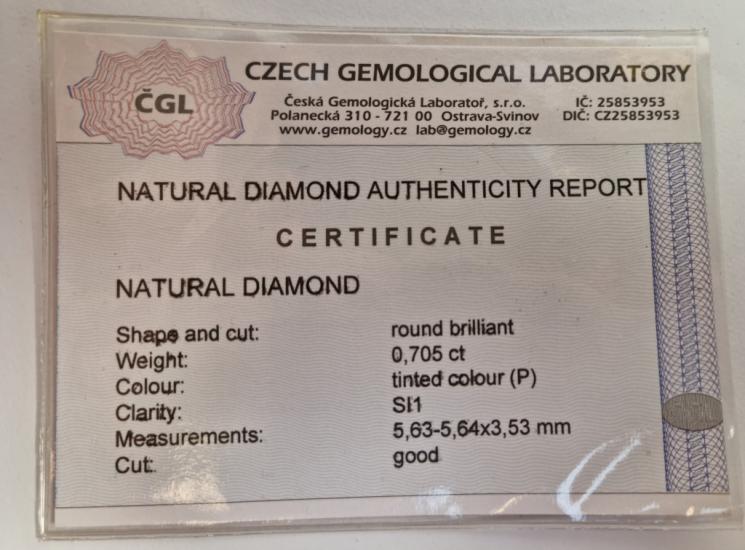 ČGL
CZECH GEMOLOGICAL LABORATORY
Česká Gemologická Laboratoř, s.r.o. IČ: 25853953
Polanecká 310 - 721 00 Ostrava-Svinov DIČ: CZ25853953
www.gemology.cz lab@gemology.cz
NATURAL DIAMOND AUTHENTICITY REPORT
CERTIFICATE
NATURAL DIAMOND
Shape and cut: round brilliant
Weight: 0,705 ct
Colour: tinted colour (P)
Clarity: SI1
Measurements: 5,63-5,64x3,53 mm
Cut: good